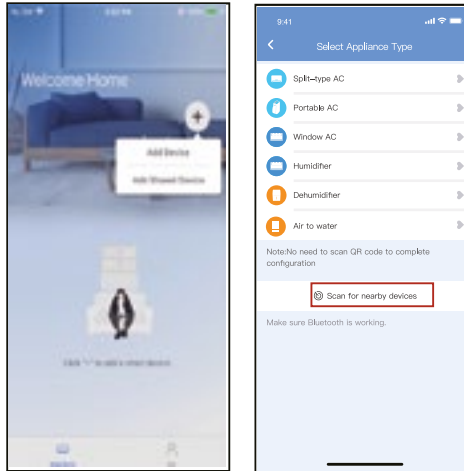 Welcome Home
Add Device
Add Shared Device
9:41
Select Appliance Type
Split-type AC
Portable AC
Window AC
Humidifier
Dehumidifier
Air to water
Note:No need to scan QR code to complete
configuration
Scan for nearby devices
Make sure Bluetooth is working.